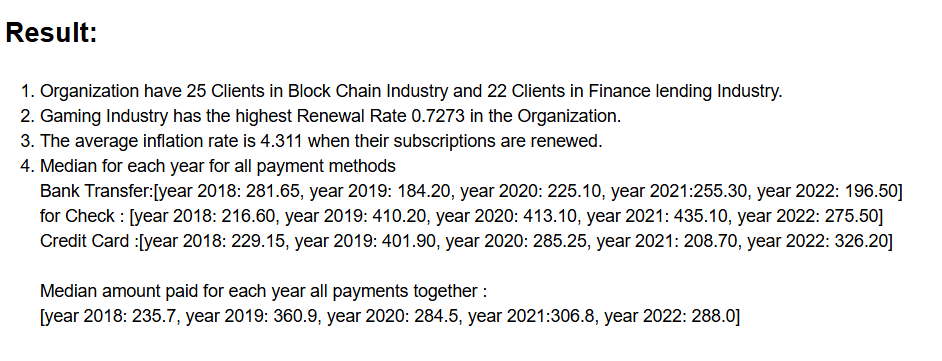 Result:
1. Organization have 25 Clients in Block Chain Industry and 22 Clients in Finance lending Industry.
2. Gaming Industry has the highest Renewal Rate 0.7273 in the Organization.
3. The average inflation rate is 4.311 when their subscriptions are renewed.
4. Median for each year for all payment methods
Bank Transfer:[year 2018: 281.65, year 2019: 184.20, year 2020: 225.10, year 2021:255.30, year 2022: 196.50]
for Check : [year 2018: 216.60, year 2019: 410.20, year 2020: 413.10, year 2021: 435.10, year 2022: 275.50]
Credit Card :[year 2018: 229.15, year 2019: 401.90, year 2020: 285.25, year 2021: 208.70, year 2022: 326.20]
Median amount paid for each year all payments together :
[year 2018: 235.7, year 2019: 360.9, year 2020: 284.5, year 2021:306.8, year 2022: 288.0]